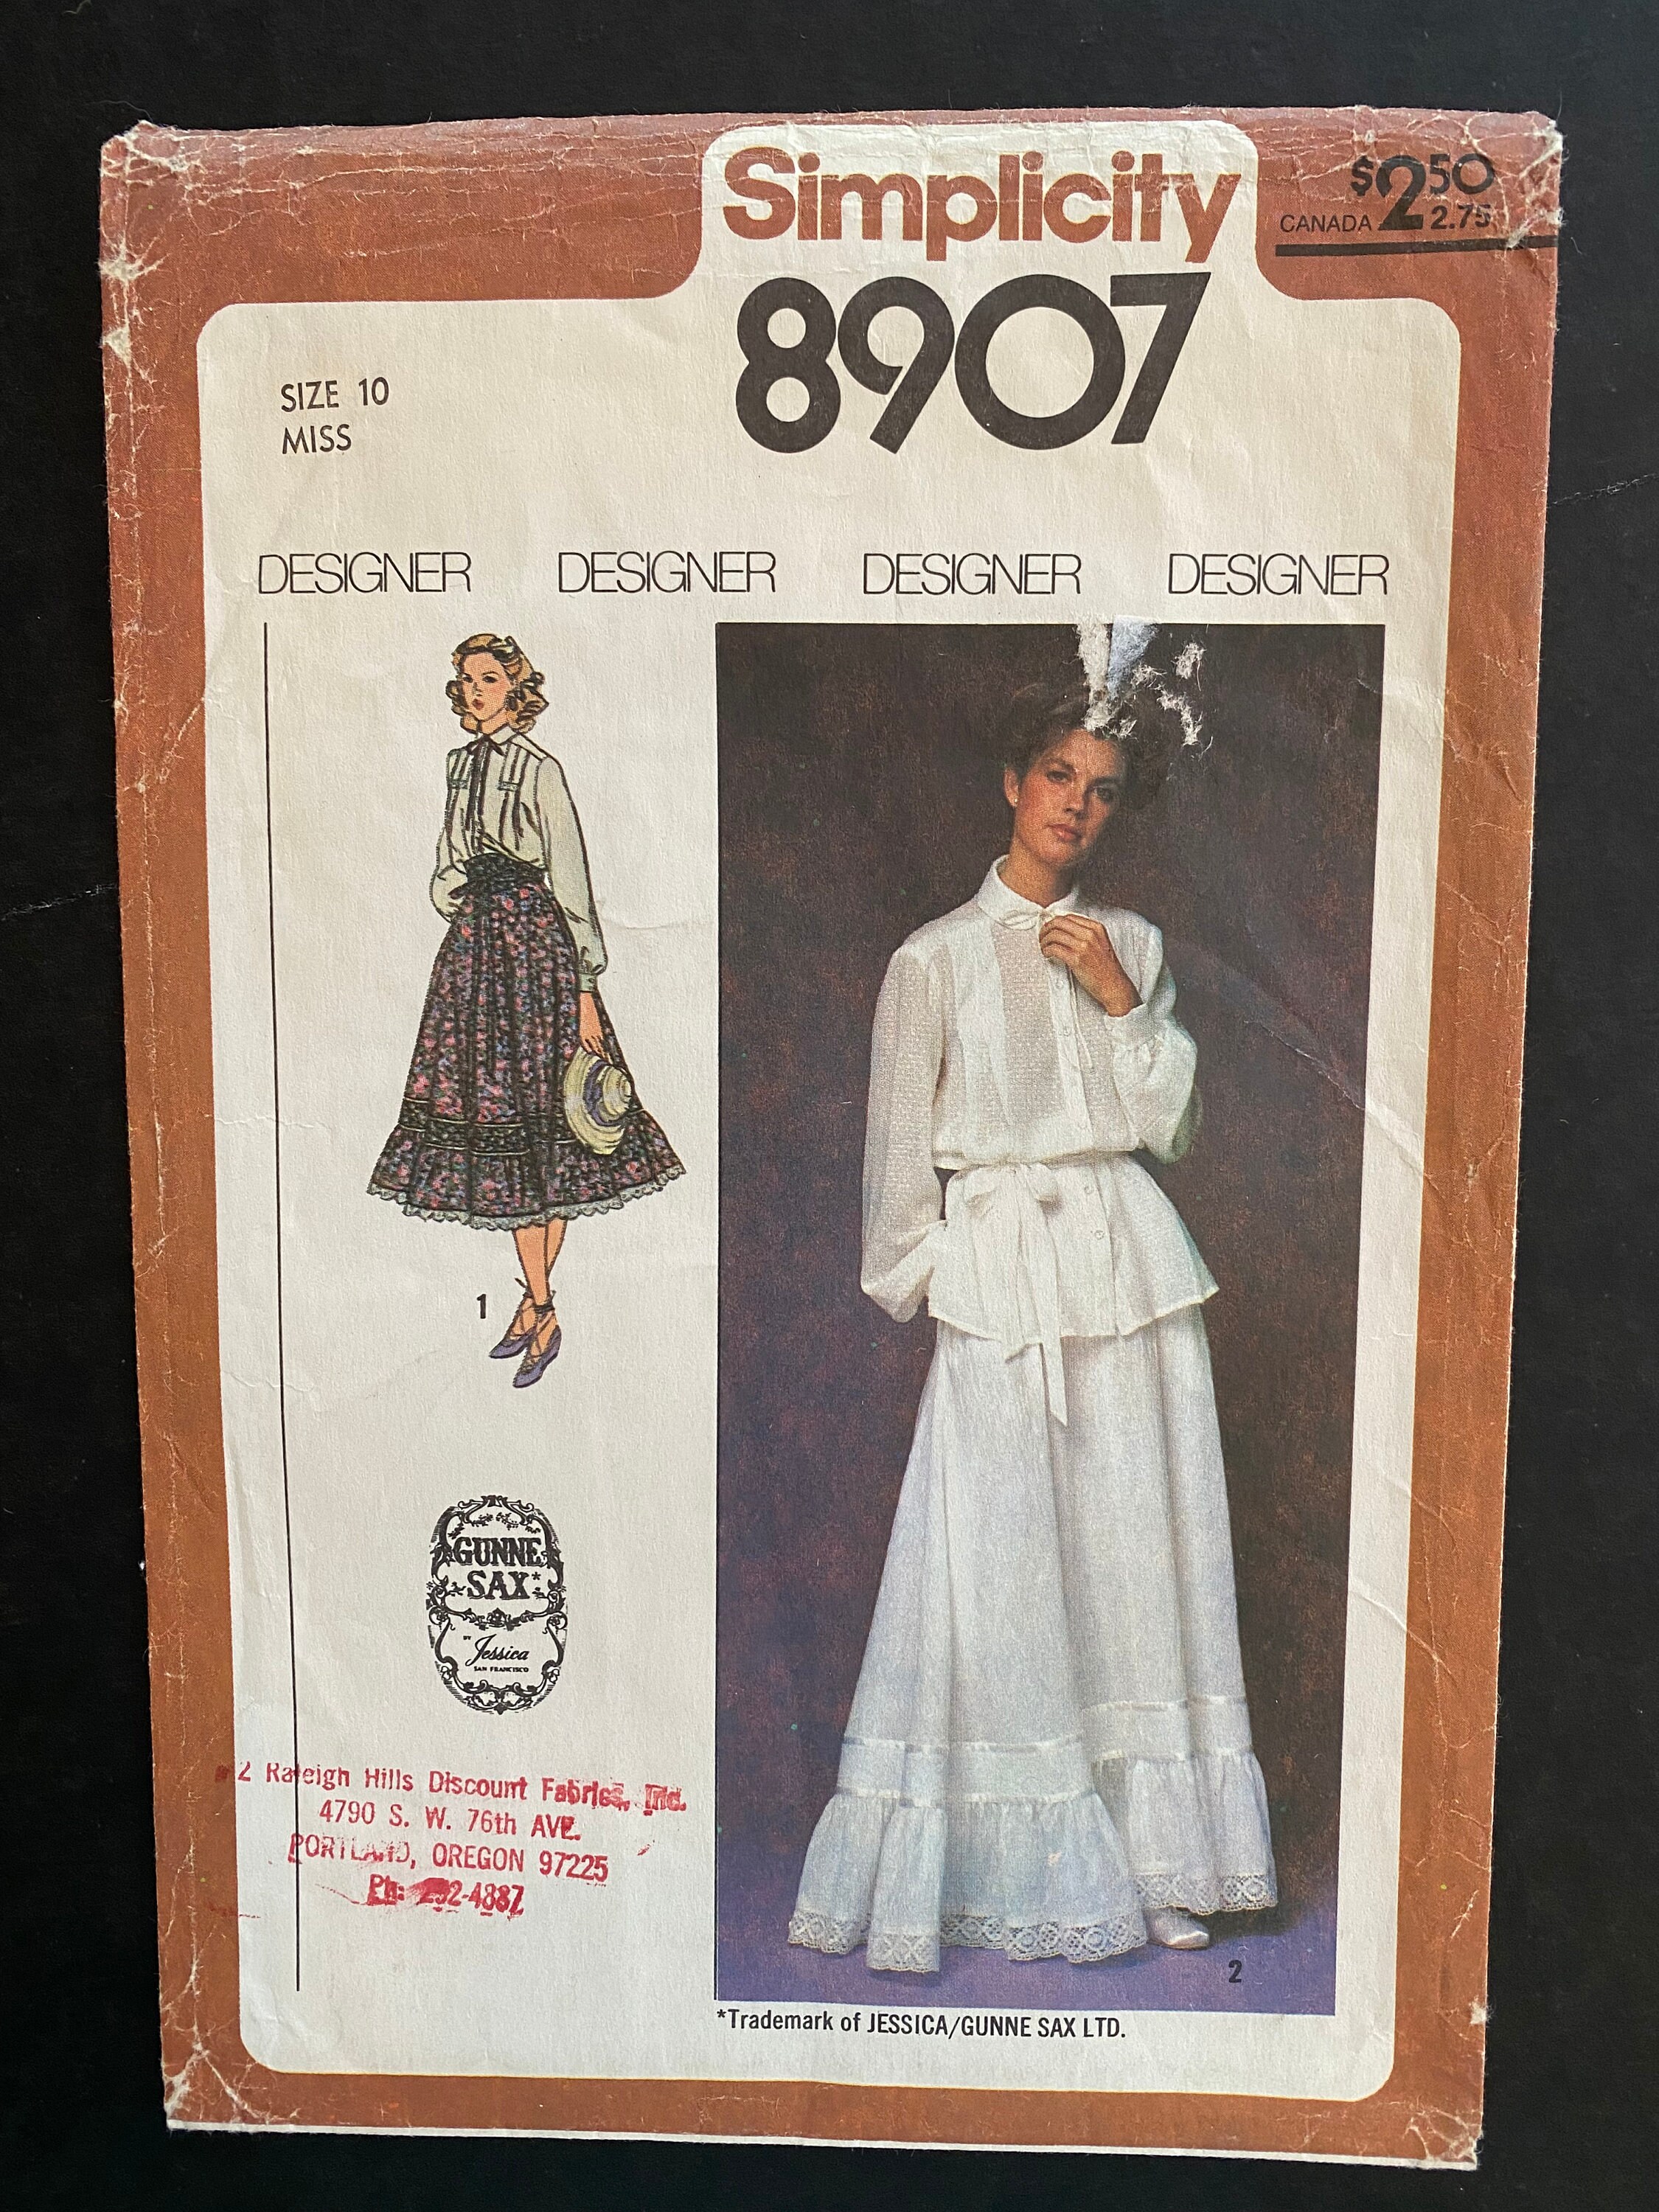 Simplicity
$2.50
CANADA 2.75
8907
SIZE 10
MISS
DESIGNER DESIGNER DESIGNER DESIGNER
1
GUNNE
SAX*
BY
Jessica
SAN FRANCISCO
2 Raleigh Hills Discount Fabrics, Inc.
4790 S. W. 76th AVE.
PORTLAND, OREGON 97225
Ph:
2
*Trademark of JESSICA/GUNNE SAX LTD.